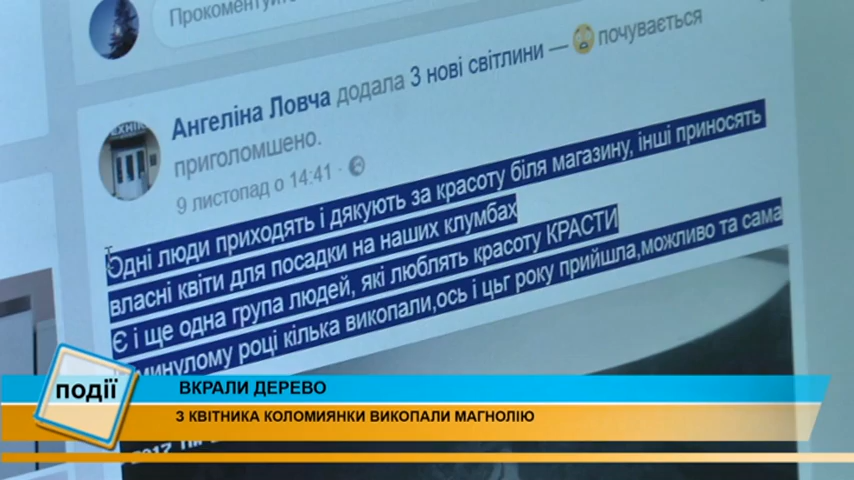 Прокоментуйте
Ангеліна Ловча додала 3 нові світлини — почувається
приголомшено.
9 листопад о 14:41 ·
Одні люди приходять і дякують за красоту біля магазину, інші приносять
власні квіти для посадки на наших клумбах
Є і ще одна група людей, які люблять красоту КРАСТИ
минулому році кілька викопали,ось і цьг року прийшла,можливо та сама
події
ВКРАЛИ ДЕРЕВО
З КВІТНИКА КОЛОМИЯНКИ ВИКОПАЛИ МАГНОЛІЮ